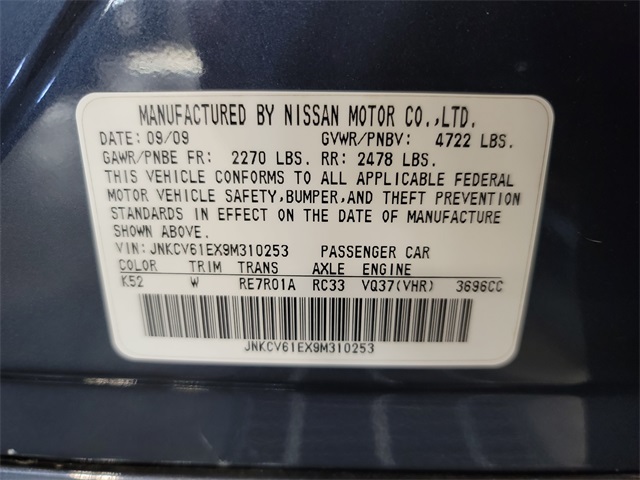 MANUFACTURED BY NISSAN MOTOR CO.,LTD.
DATE: 09/09 GVWR/PNBV: 4722 LBS.
GAWR/PNBE FR: 2270 LBS. RR: 2478 LBS.
THIS VEHICLE CONFORMS TO ALL APPLICABLE FEDERAL
MOTOR VEHICLE SAFETY,BUMPER,AND THEFT PREVENTION
STANDARDS IN EFFECT ON THE DATE OF MANUFACTURE
SHOWN ABOVE.
VIN: JNKCV61EX9M310253 PASSENGER CAR
COLOR TRIM TRANS AXLE ENGINE
K52 W RE7R01A RC33 VQ37(VHR) 3696CC
JNKCV61EX9M310253